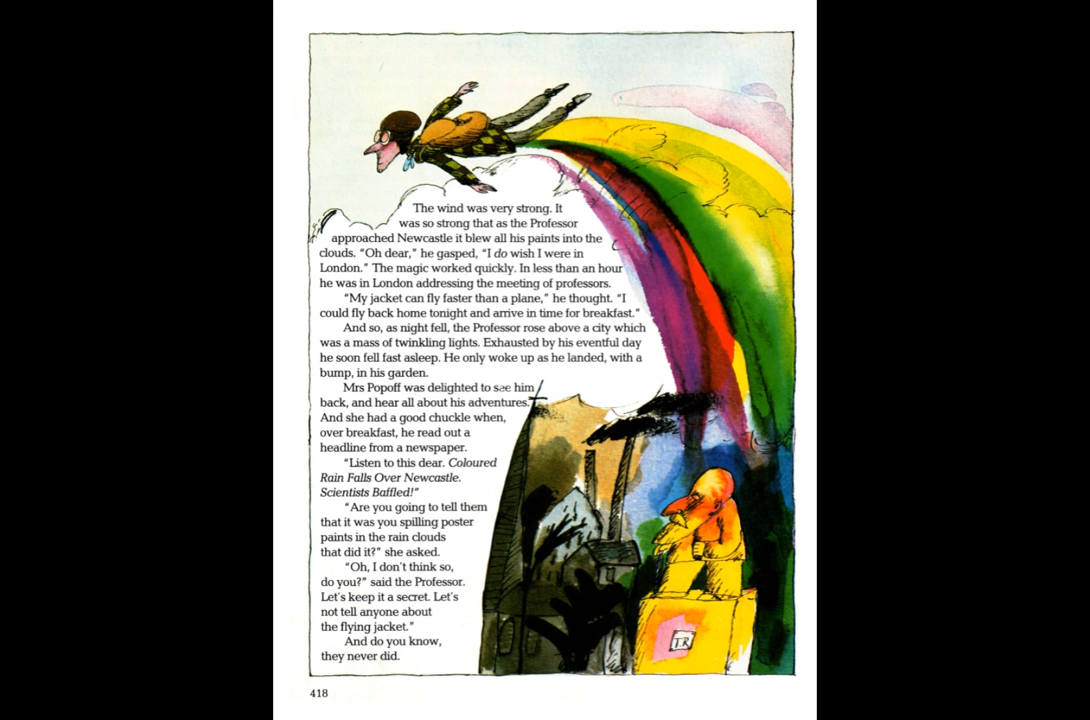 The wind was very strong. It
was so strong that as the Professor
approached Newcastle it blew all his paints into the
clouds. “Oh dear,” he gasped, “I do wish I were in
London.” The magic worked quickly. In less than an hour
he was in London addressing the meeting of professors.
“My jacket can fly faster than a plane,” he thought. “I
could fly back home tonight and arrive in time for breakfast.”
And so, as night fell, the Professor rose above a city which
was a mass of twinkling lights. Exhausted by his eventful day
he soon fell fast asleep. He only woke up as he landed, with a
bump, in his garden.
Mrs Popoff was delighted to see him
back, and hear all about his adventures.
And she had a good chuckle when,
over breakfast, he read out a
headline from a newspaper.
“Listen to this dear. Coloured
Rain Falls Over Newcastle.
Scientists Baffled!”
“Are you going to tell them
that it was you spilling poster
paints in the rain clouds
that did it?” she asked.
“Oh, I don't think so,
do you?” said the Professor.
Let's keep it a secret. Let's
not tell anyone about
the flying jacket.”
And do you know,
they never did.
T.R
418